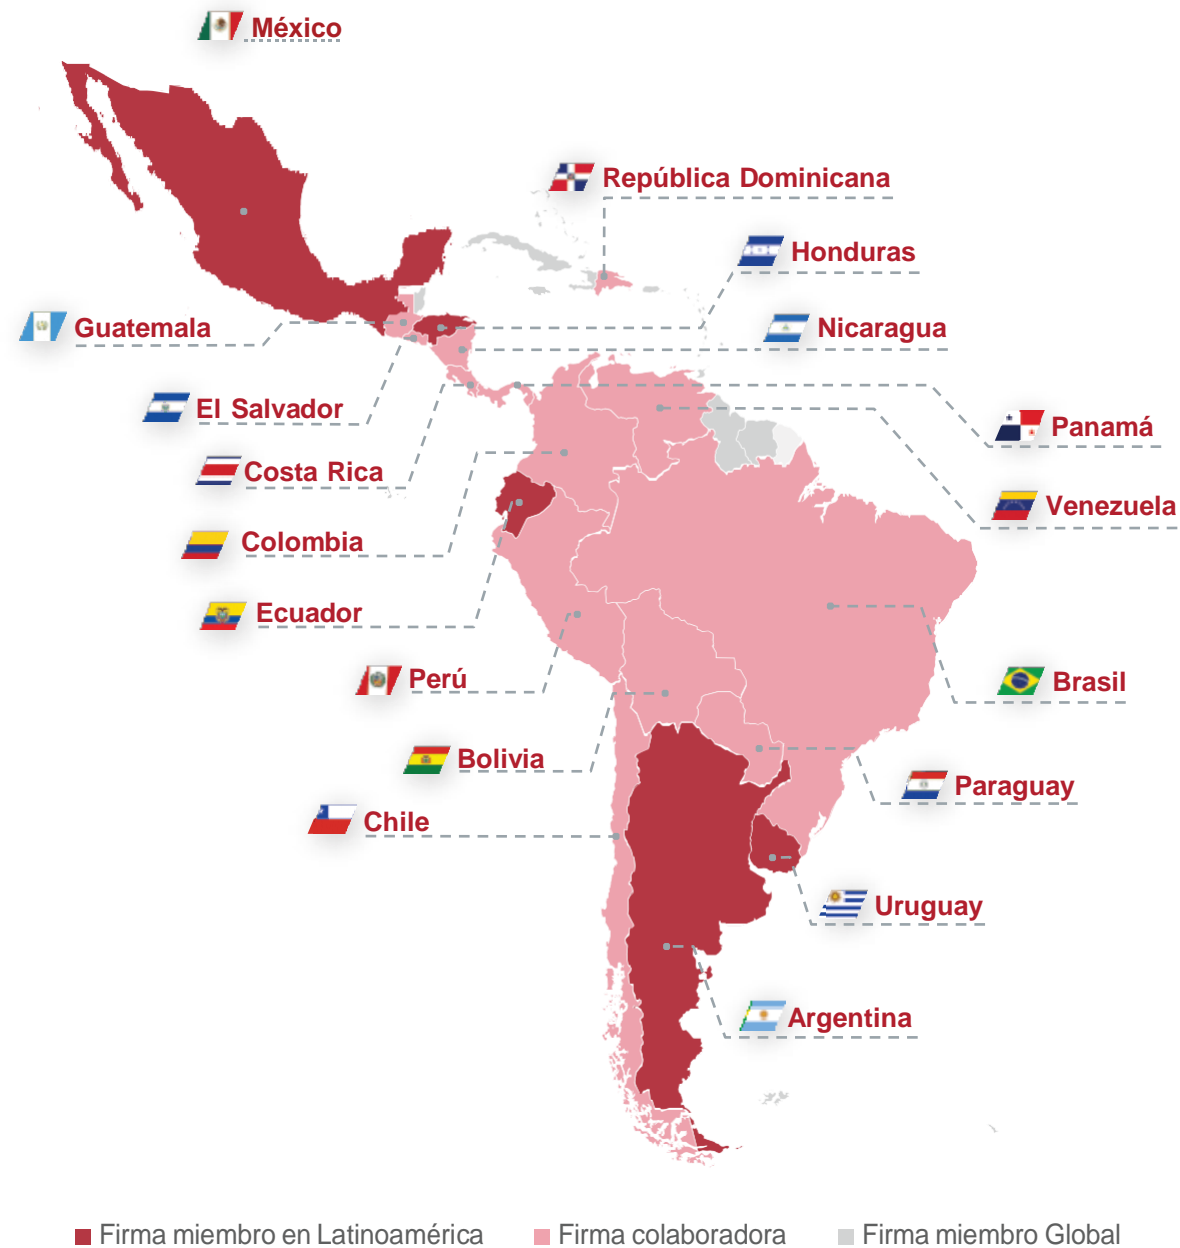 México
República Dominicana
Honduras
Guatemala
Nicaragua
El Salvador
Panamá
Costa Rica
Venezuela
Colombia
Ecuador
Perú
Brasil
Bolivia
Paraguay
Chile
Uruguay
Argentina
Firma miembro en Latinoamérica
Firma colaboradora
Firma miembro Global